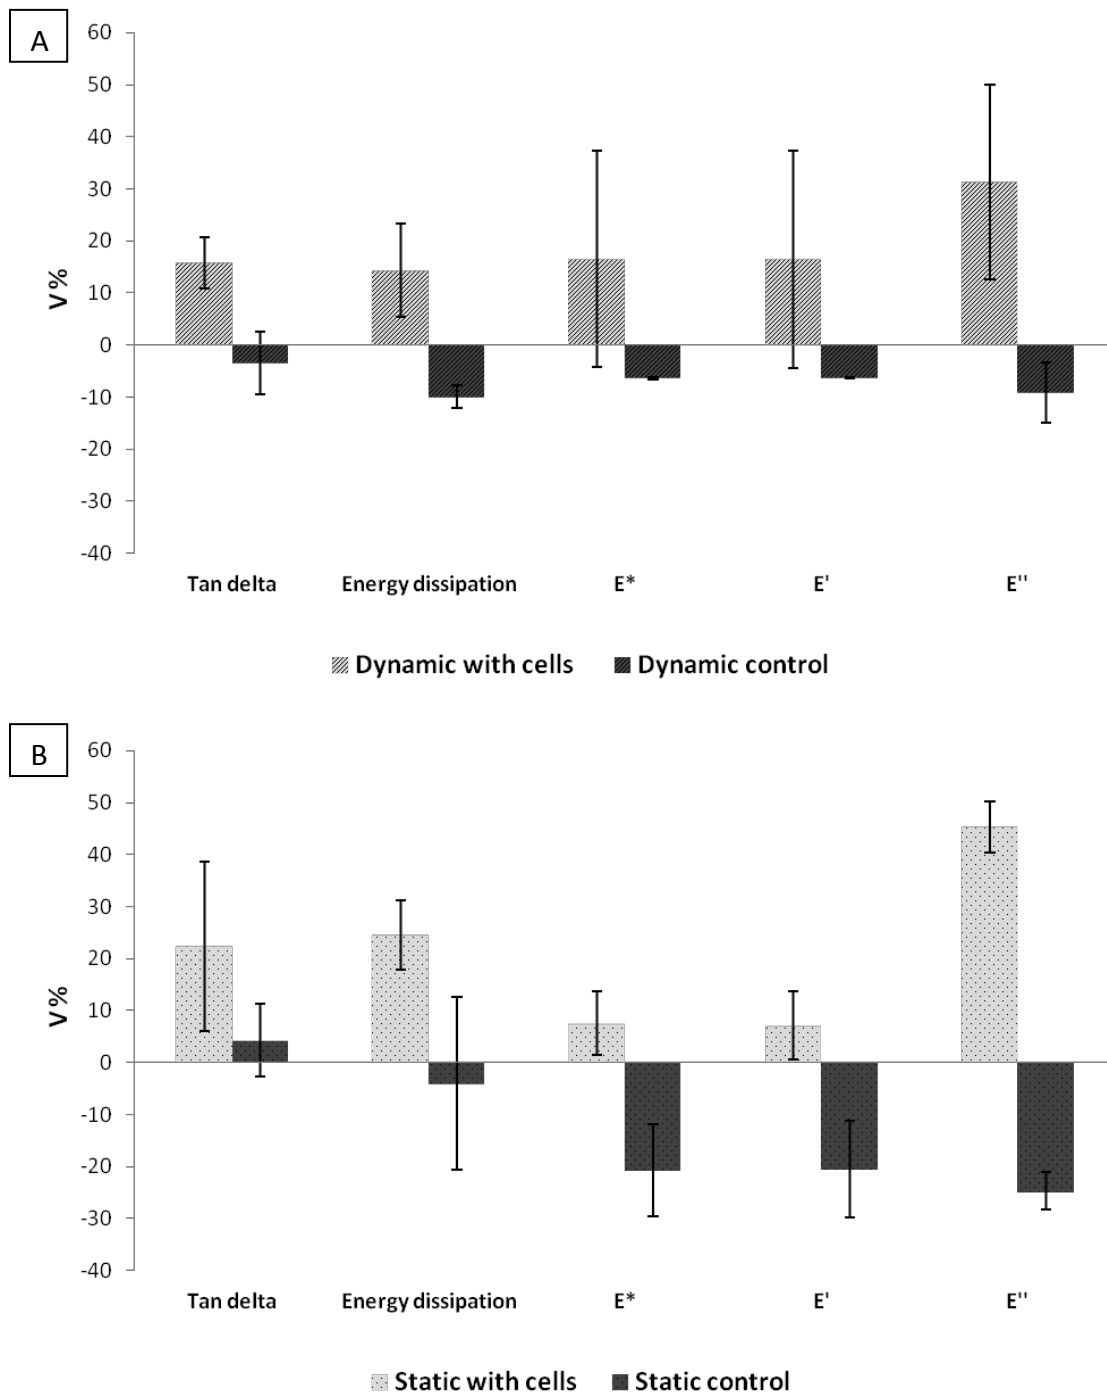 A
60
50
40
30
20
10
0
-10
-20
-30
-40
V%
Tan delta Energy dissipation E* E' E''
Dynamic with cells Dynamic control
B
60
50
40
30
20
10
0
-10
-20
-30
-40
V%
Tan delta Energy dissipation E* E' E''
Static with cells Static control